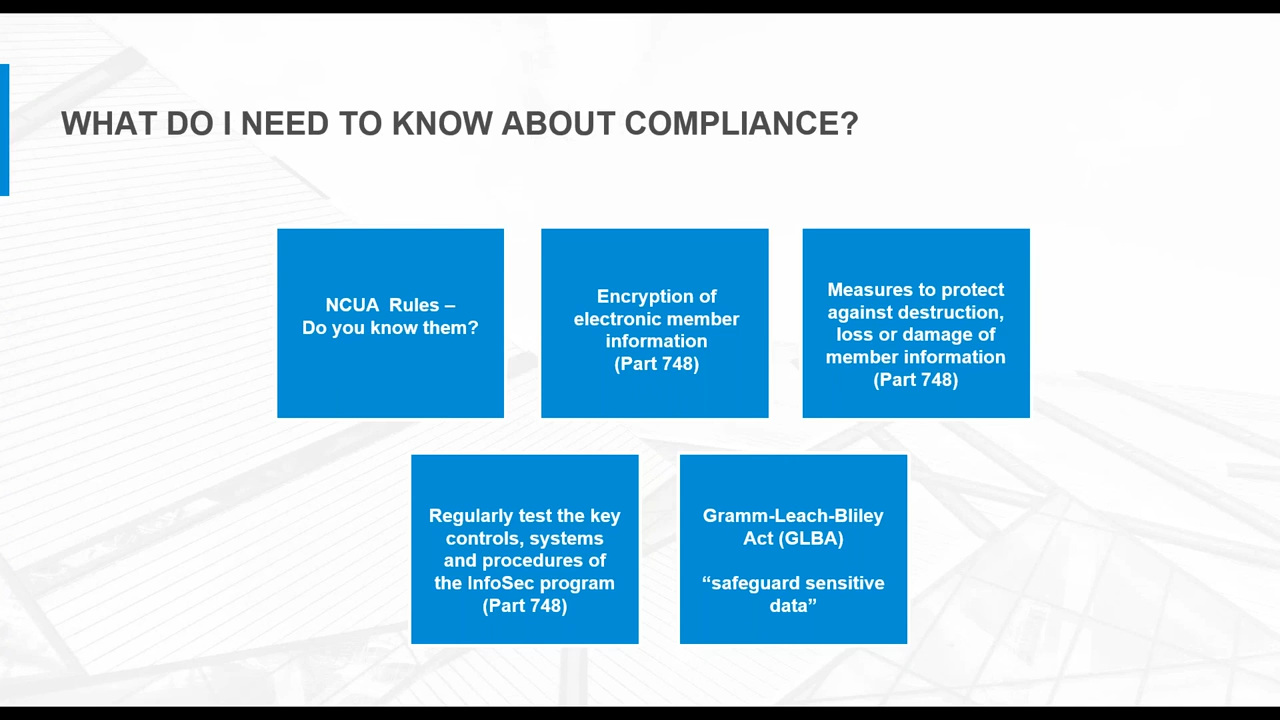 WHAT DO I NEED TO KNOW ABOUT COMPLIANCE?
NCUA  Rules –
Do you know them?
Encryption of
electronic member
information
(Part 748)
Measures to protect
against destruction,
loss or damage of
member information
(Part 748)
Regularly test the key
controls, systems
and procedures of
the InfoSec program
(Part 748)
Gramm-Leach-Bliley
Act (GLBA)
“safeguard sensitive
data”